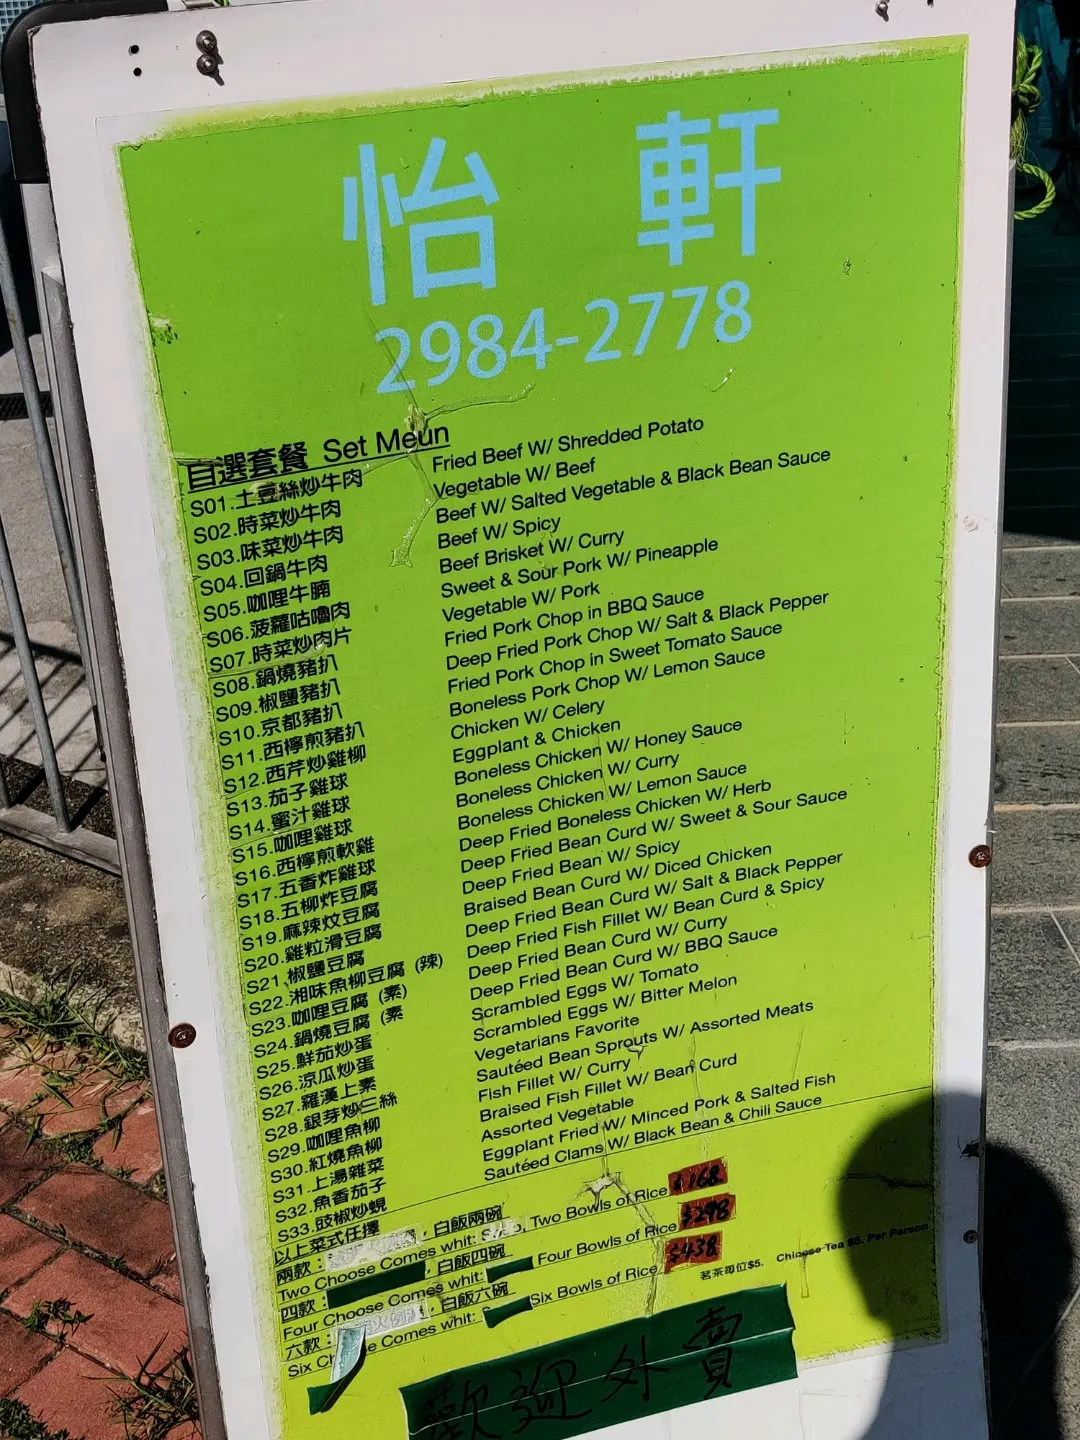 怡軒
2984-2778
自選套餐 Set Meun
S01.土豆絲炒牛肉 Fried Beef W/ Shredded Potato
S02.時菜炒牛肉 Vegetable W/ Beef
S03.味菜炒牛肉 Beef W/ Salted Vegetable & Black Bean Sauce
S04.回鍋牛肉 Beef W/ Spicy
S05.咖哩牛腩 Beef Brisket W/ Curry
S06.菠蘿咕嚕肉 Sweet & Sour Pork W/ Pineapple
S07.時菜炒肉片 Vegetable W/ Pork
S08.鍋燒豬扒 Fried Pork Chop in BBQ Sauce
S09.椒鹽豬扒 Deep Fried Pork Chop W/ Salt & Black Pepper
S10.京都豬扒 Fried Pork Chop in Sweet Tomato Sauce
S11.西檸煎豬扒 Boneless Pork Chop W/ Lemon Sauce
S12.西芹炒雞柳 Chicken W/ Celery
S13.茄子雞球 Eggplant & Chicken
S14.蜜汁雞球 Boneless Chicken W/ Honey Sauce
S15.咖哩雞球 Boneless Chicken W/ Curry
S16.西檸煎軟雞 Boneless Chicken W/ Lemon Sauce
S17.五香炸雞球 Deep Fried Boneless Chicken W/ Herb
S18.五柳炸豆腐 Deep Fried Bean Curd W/ Sweet & Sour Sauce
S19.麻辣炆豆腐 Deep Fried Bean W/ Spicy
S20.雞粒滑豆腐 Braised Bean Curd W/ Diced Chicken
S21.椒鹽豆腐 Deep Fried Bean Curd W/ Salt & Black Pepper
S22.湘味魚柳豆腐 (辣) Deep Fried Fish Fillet W/ Bean Curd & Spicy
S23.咖哩豆腐 (素) Deep Fried Bean Curd W/ Curry
S24.鍋燒豆腐 (素 Deep Fried Bean Curd W/ BBQ Sauce
S25.鮮茄炒蛋 Scrambled Eggs W/ Tomato
S26.涼瓜炒蛋 Scrambled Eggs W/ Bitter Melon
S27.羅漢上素 Vegetarians Favorite
S28.銀芽炒三絲 Sautéed Bean Sprouts W/ Assorted Meats
S29.咖哩魚柳 Fish Fillet W/ Curry
S30.紅燒魚柳 Braised Fish Fillet W/ Bean Curd
S31.上湯雜菜 Assorted Vegetable
S32.魚香茄子 Eggplant Fried W/ Minced Pork & Salted Fish
S33.豉椒炒蜆 Sautéed Clams W/ Black Bean & Chili Sauce
以上菜式任擇
兩款： , 白飯兩碗
Two Choose Comes whit: Two Bowls of Rice $168.
四款： , 白飯四碗
Four Choose Comes whit: Four Bowls of Rice $298
六款： , 白飯六碗
Six Choose Comes whit: Six Bowls of Rice $438
茗茶每位$5. Chinese Tea $5. Per Person
歡迎外賣